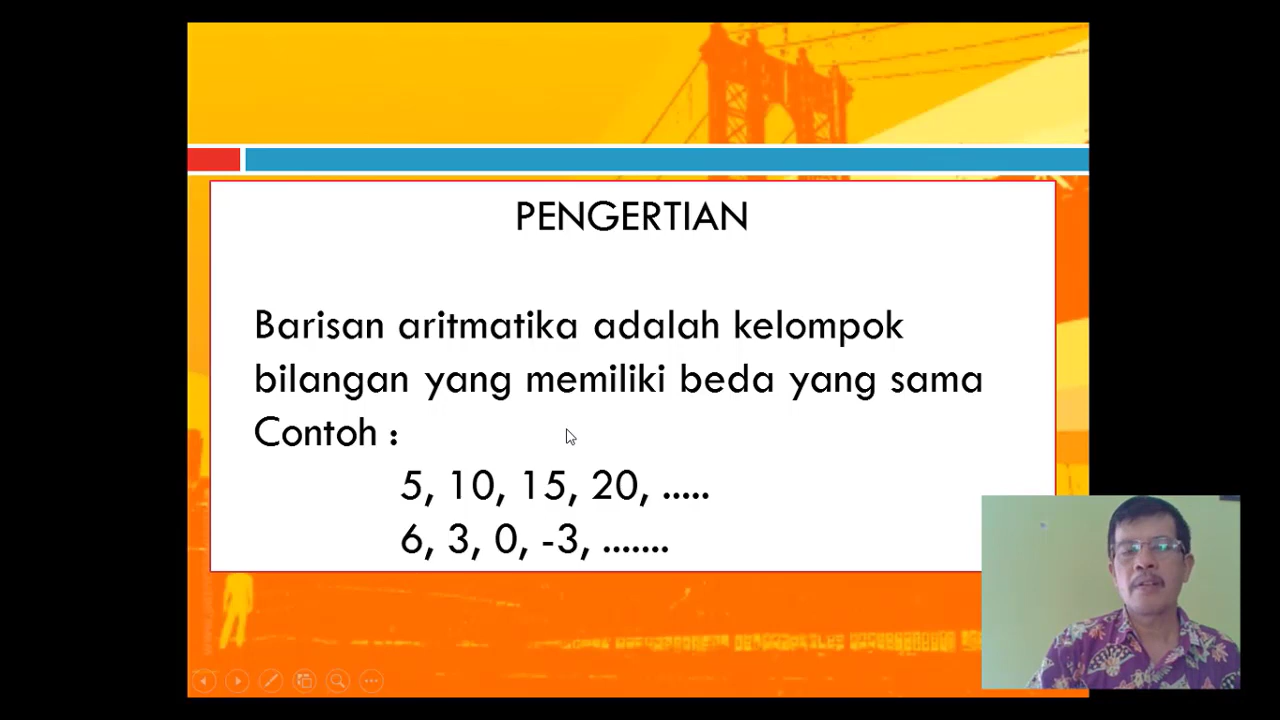 PENGERTIAN
Barisan aritmatika adalah kelompok
bilangan yang memiliki beda yang sama
Contoh :
5, 10, 15, 20, .....
6, 3, 0, -3, .......